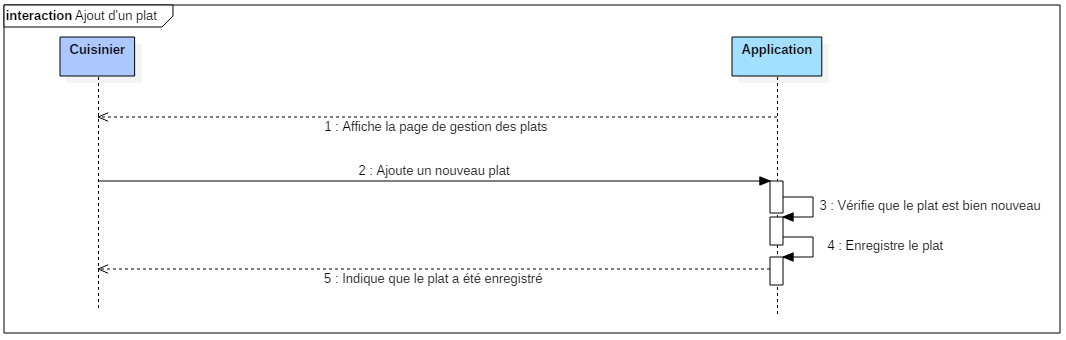 interaction Ajout d'un plat
Cuisinier
Application
1 : Affiche la page de gestion des plats
2 : Ajoute un nouveau plat
3 : Vérifie que le plat est bien nouveau
4 : Enregistre le plat
5 : Indique que le plat a été enregistré